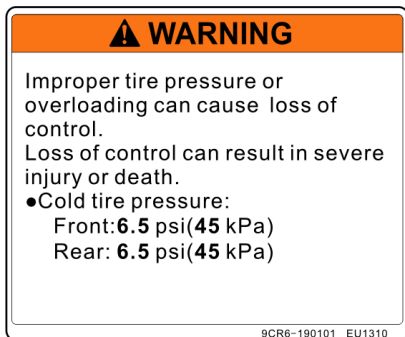 WARNING
Improper tire pressure or
overloading can cause loss of
control.
Loss of control can result in severe
injury or death.
●Cold tire pressure:
Front:6.5 psi(45 kPa)
Rear: 6.5 psi(45 kPa)
9CR6-190101 EU1310